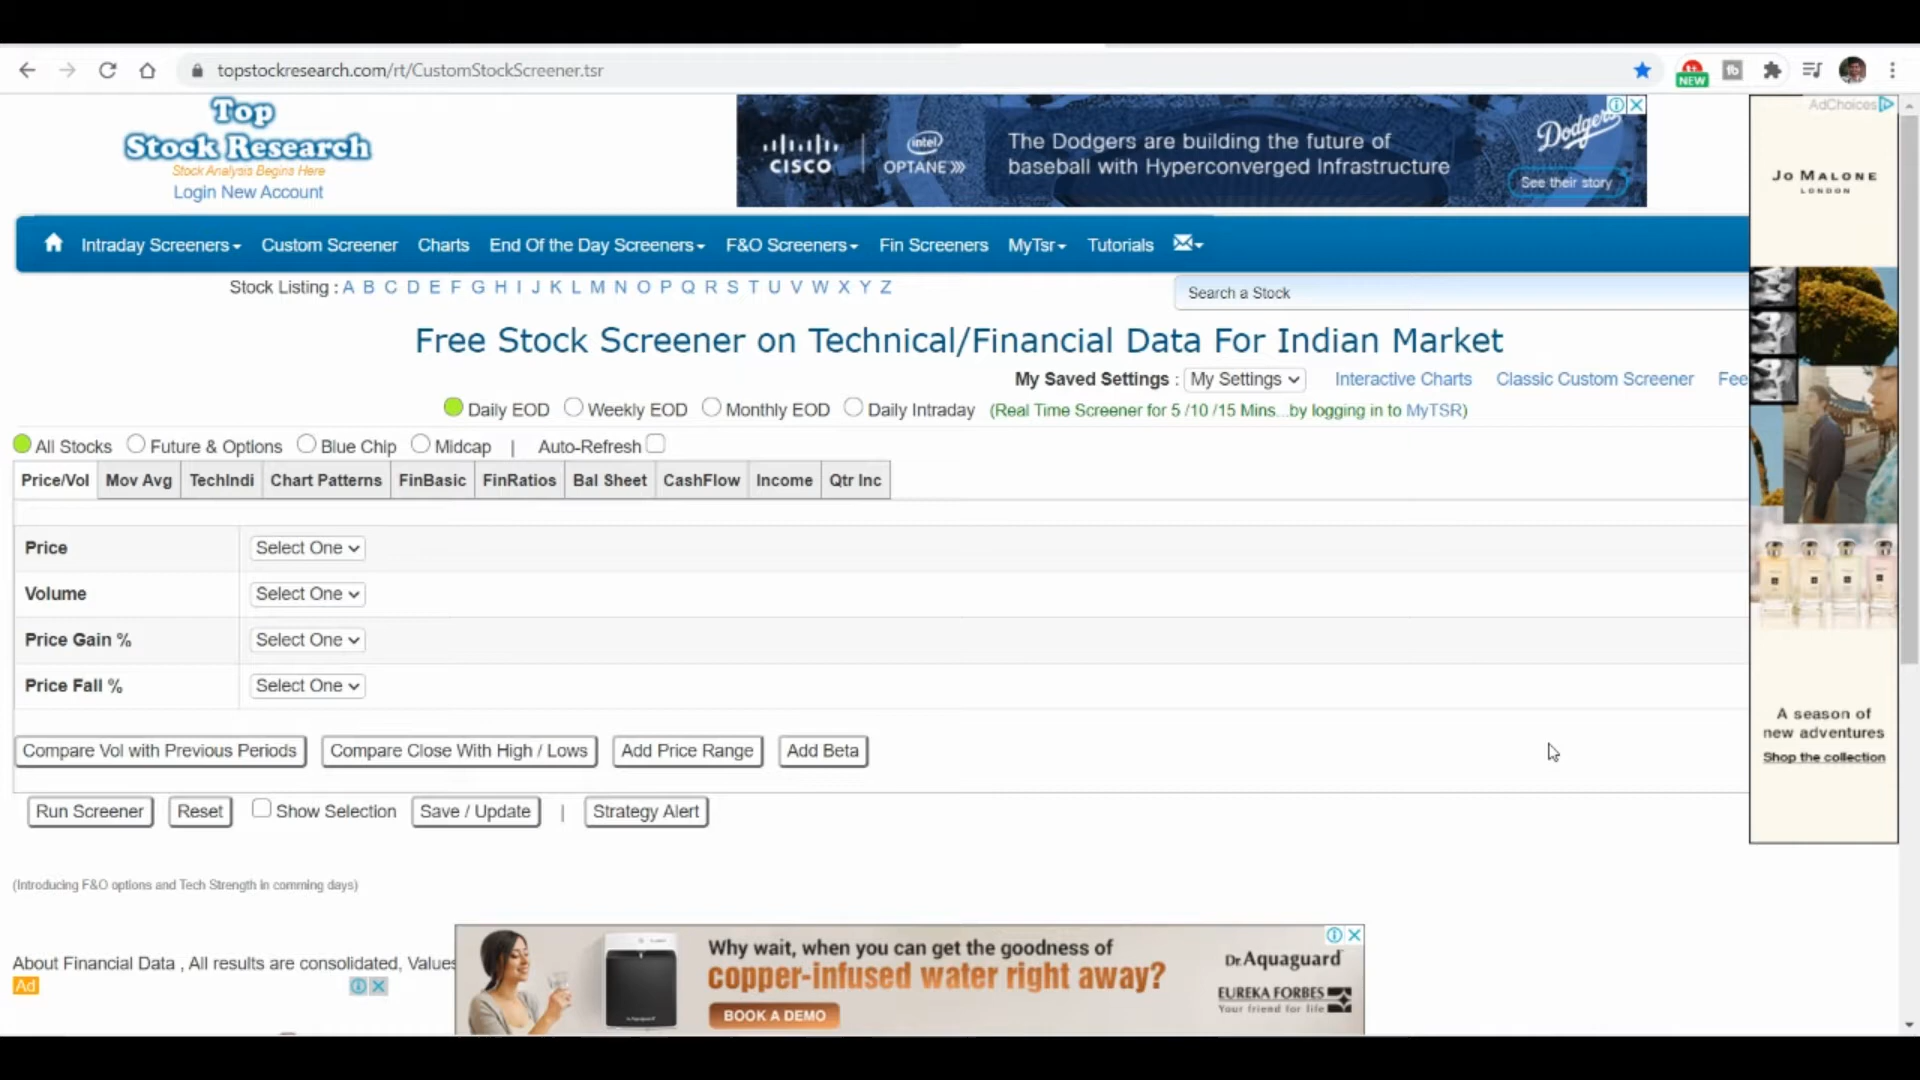 topstockresearch.com/rt/CustomStockScreener.tsr
NEW
Top
Stock Research
Stock Analysis Begins Here
Login New Account
CISCO
intel
OPTANE
The Dodgers are building the future of
baseball with Hyperconverged Infrastructure
Dodgers
See their story
AdChoices
JO MALONE
LONDON
Intraday Screeners Custom Screener Charts End Of the Day Screeners F&O Screeners Fin Screeners MyTsr Tutorials
Stock Listing : A B C D E F G H I J K L M N O P Q R S T U V W X Y Z
Search a Stock
Free Stock Screener on Technical/Financial Data For Indian Market
My Saved Settings : My Settings Interactive Charts Classic Custom Screener Fee
Daily EOD Weekly EOD Monthly EOD Daily Intraday (Real Time Screener for 5 /10 /15 Mins...by logging in to MyTSR)
All Stocks Future & Options Blue Chip Midcap | Auto-Refresh
Price/Vol Mov Avg TechIndi Chart Patterns FinBasic FinRatios Bal Sheet CashFlow Income Qtr Inc
Price Select One
Volume Select One
Price Gain % Select One
Price Fall % Select One
A season of
new adventures
Shop the collection
Compare Vol with Previous Periods Compare Close With High / Lows Add Price Range Add Beta
Run Screener Reset Show Selection Save / Update | Strategy Alert
(Introducing F&O options and Tech Strength in comming days)
About Financial Data , All results are consolidated, Values
Ad
Why wait, when you can get the goodness of
copper-infused water right away?
BOOK A DEMO
Dr.Aquaguard
EUREKA FORBES
Your friend for life